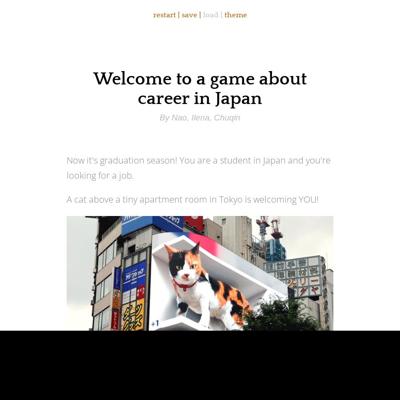 restart | save | load | theme
Welcome to a game about
career in Japan
By Nao, Ilena, Chuqin
Now it's graduation season! You are a student in Japan and you're
looking for a job.
A cat above a tiny apartment room in Tokyo is welcoming YOU!
+1